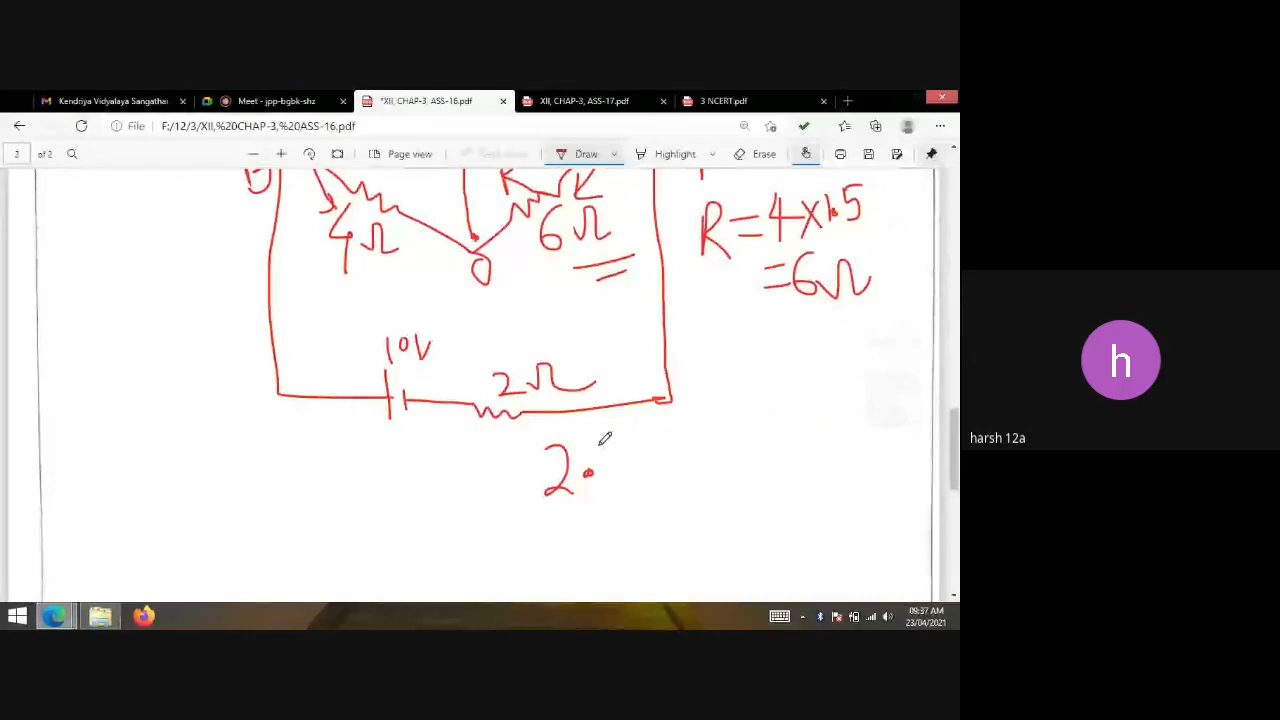 Kendriya Vidyalaya Sangathan
Meet - jpp-bgbk-shz
*XII, CHAP-3, ASS-16.pdf
XII, CHAP-3, ASS-17.pdf
3 NCERT.pdf
File
F:/12/3/XII,%20CHAP-3,%20ASS-16.pdf
of 2
Page view
Draw
Highlight
Erase
4Ω
O
6Ω
R=4×1.5
=6Ω
10V
2Ω
2.
h
harsh 12a
09:37 AM
23/04/2021